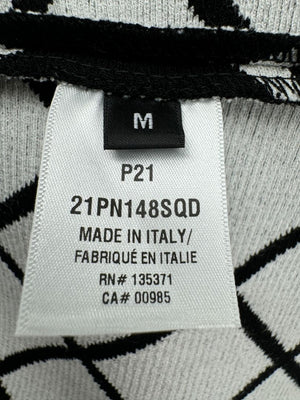 M
P21
21PN148SQD
MADE IN ITALY/
FABRIQUÉ EN ITALIE
RN# 135371
CA# 00985